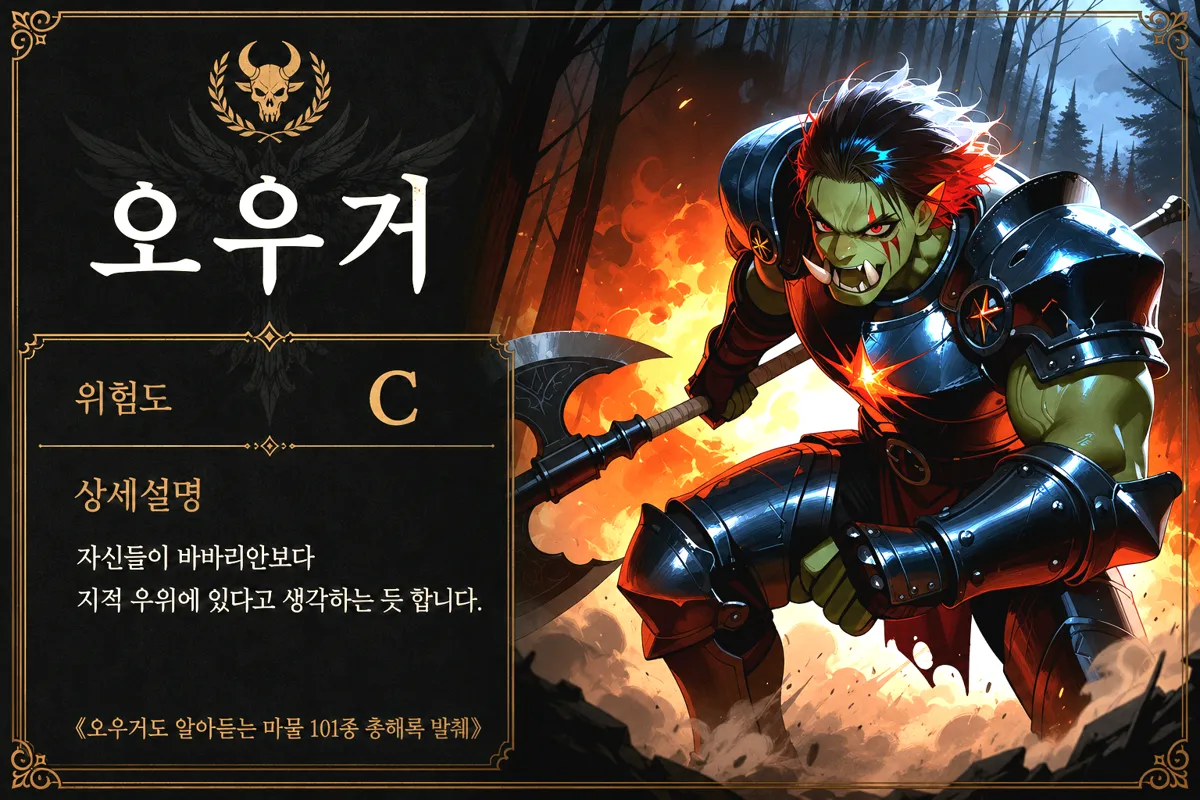 오우거
위험도 C
상세설명
자신들이 바바리안보다
지적 우위에 있다고 생각하는 듯 합니다.
《오우거도 알아듣는 마물 101종 총해록 발췌》